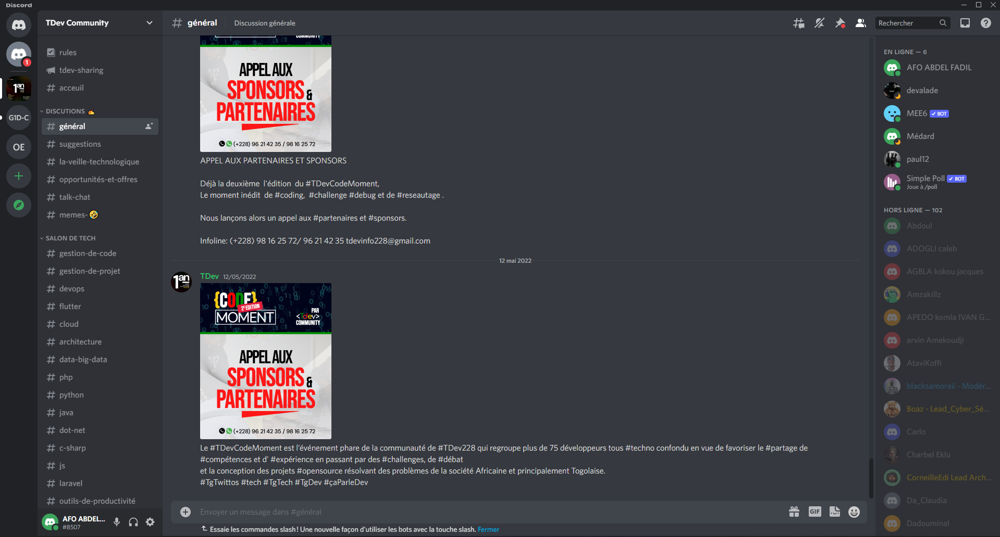 Discord
TDev Community
général
Discussion générale
Rechercher
1
1an
G1D-C
OE
rules
tdev-sharing
acceuil
DISCUTIONS ✍
général
suggestions
la-veille-technologique
opportunités-et-offres
talk-chat
memes-🤣
SALON DE TECH
gestion-de-code
gestion-de-projet
devops
flutter
cloud
architecture
data-big-data
php
python
java
dot-net
c-sharp
js
laravel
outils-de-productivité
AFO ABDEL...
#8507
COMMUNITY
APPEL AUX
SPONSORS &
PARTENAIRES
(+228) 96 21 42 35 / 98 16 25 72
APPEL AUX PARTENAIRES ET SPONSORS
Déjà la deuxième  l'édition  du #TDevCodeMoment,
Le moment inédit  de #coding,  #challenge #debug et de #reseautage .
Nous lançons alors un appel aux #partenaires et #sponsors.
Infoline: (+228) 98 16 25 72/ 96 21 42 35 tdevinfo228@gmail.com
12 mai 2022
1an
TDev 12/05/2022
{CODE}
2e EDITION
MOMENT
PAR
<Tdev>
COMMUNITY
APPEL AUX
SPONSORS &
PARTENAIRES
(+228) 96 21 42 35 / 98 16 25 72
Le #TDevCodeMoment est l'événement phare de la communauté de #TDev228 qui regroupe plus de 75 développeurs tous #techno confondu en vue de favoriser le #partage de
#compétences et d' #expérience en passant par des #challenges, de #débat
et la conception des projets #opensource résolvant des problèmes de la société Africaine et principalement Togolaise.
#TgTwittos #tech #TgTech #TgDev #çaParleDev
Envoyer un message dans #général
GIF
Essaie les commandes slash ! Une nouvelle façon d'utiliser les bots avec la touche slash. Fermer
EN LIGNE — 6
AFO ABDEL FADIL
devalade
MEE6 ✓ BOT
Médard
paul12
Simple Poll ✓ BOT
Joue à /poll
HORS LIGNE — 102
Abdoul
ADOGLI caleb
AGBLA kokou jacques
Amzakillz
APEDO komla IVAN G...
arvin Amekoudji
AtaviKoffi
blacksamoraii - Modér...
Boaz - Lead_Cyber_Sé...
Carlo
Charbel Eklu
CorneilleEdi Lead Arch...
Da_Claudia
Dadouminal